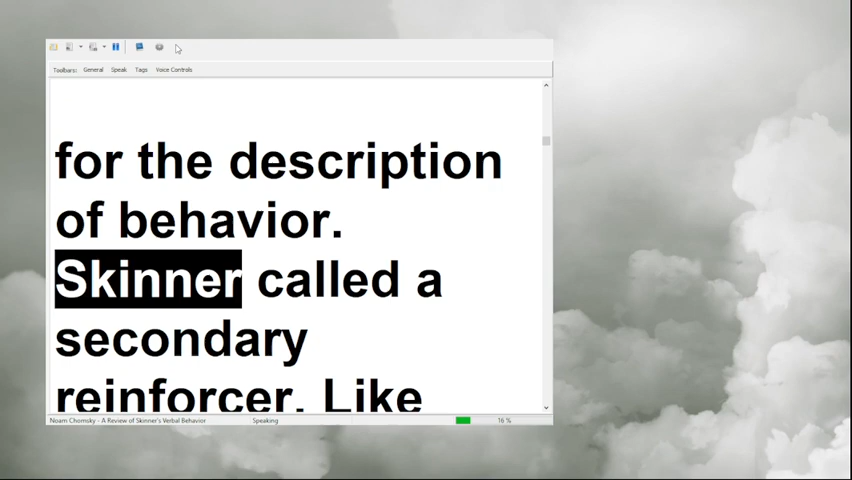 Toolbars: General Speak Tags Voice Controls
for the description
of behavior.
Skinner called a
secondary
reinforcer. Like
Noam Chomsky - A Review of Skinner's Verbal Behavior Speaking 16 %